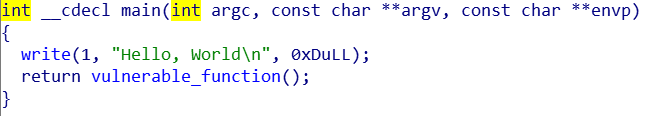 int __cdecl main(int argc, const char **argv, const char **envp)
{
  write(1, "Hello, World\n", 0xDuLL);
  return vulnerable_function();
}